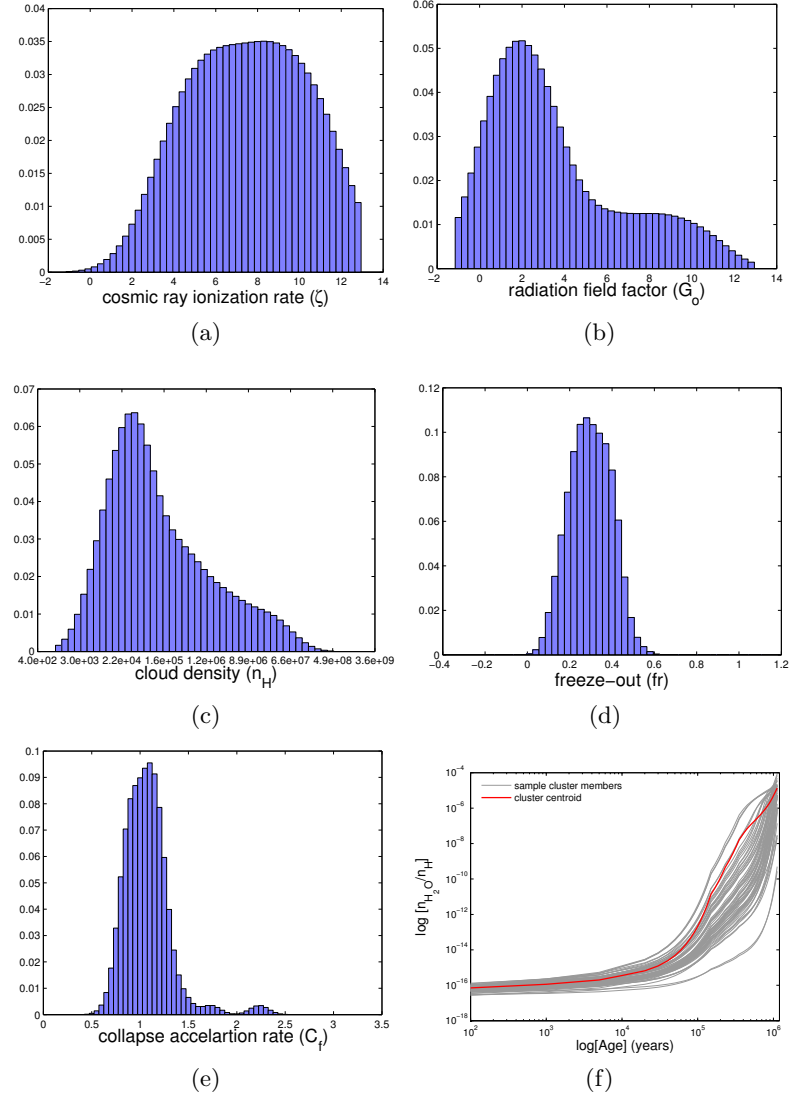 0.04
0.035
0.03
0.025
0.02
0.015
0.01
0.005
0
−2 0 2 4 6 8 10 12 14
cosmic ray ionization rate (ζ)
(a)
0.06
0.05
0.04
0.03
0.02
0.01
0
0 2 4 6 8 10 12 14
radiation field factor (G_o)
(b)
0.07
0.06
0.05
0.04
0.03
0.02
0.01
0
4.0e+02 3.0e+03 2.2e+04 1.6e+05 1.2e+06 8.9e+06 6.6e+07 4.9e+08 3.6e+09
cloud density (n_H)
(c)
0.12
0.1
0.08
0.06
0.04
0.02
0
−0.4 −0.2 0 0.2 0.4 0.6 0.8 1 1.2
freeze−out (fr)
(d)
0.1
0.09
0.08
0.07
0.06
0.05
0.04
0.03
0.02
0.01
0
0 0.5 1 1.5 2 2.5 3 3.5
collapse accelartion rate (C_f)
(e)
10^−4
10^−6
10^−8
10^−10
10^−12
10^−14
10^−16
10^−18
log [n_H_2O/n_H]
sample cluster members
cluster centroid
10^2 10^3 10^4 10^5 10^6
log[Age] (years)
(f)